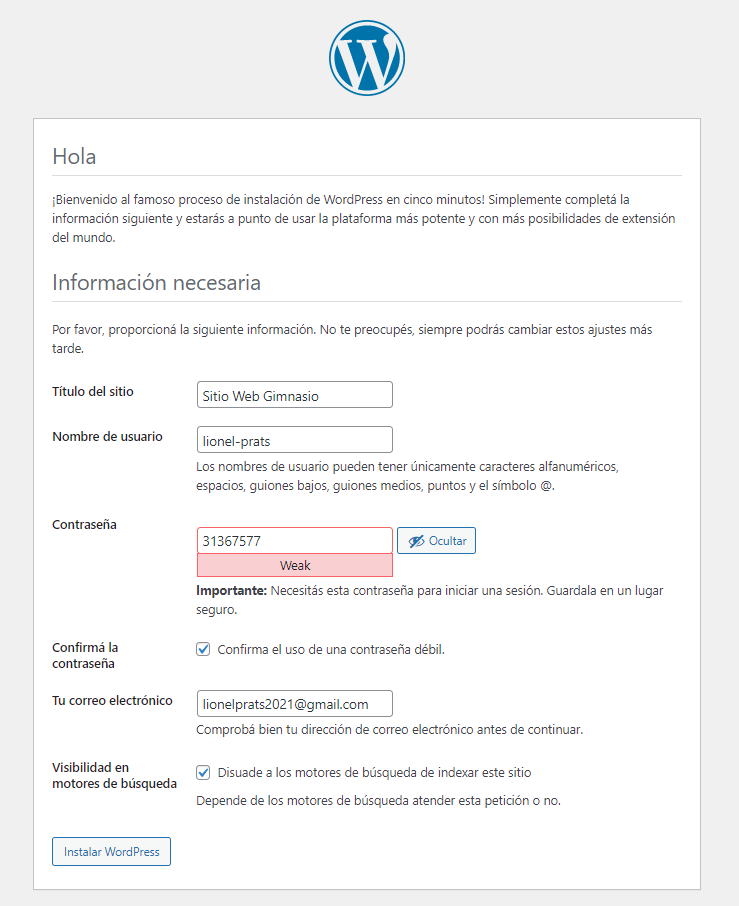 Hola
¡Bienvenido al famoso proceso de instalación de WordPress en cinco minutos! Simplemente completá la
información siguiente y estarás a punto de usar la plataforma más potente y con más posibilidades de extensión
del mundo.
Información necesaria
Por favor, proporcioná la siguiente información. No te preocupés, siempre podrás cambiar estos ajustes más
tarde.
Título del sitio
Sitio Web Gimnasio
Nombre de usuario
lionel-prats
Los nombres de usuario pueden tener únicamente caracteres alfanuméricos,
espacios, guiones bajos, guiones medios, puntos y el símbolo @.
Contraseña
31367577
Ocultar
Weak
Importante: Necesitás esta contraseña para iniciar una sesión. Guardala en un lugar
seguro.
Confirmá la
contraseña
Confirma el uso de una contraseña débil.
Tu correo electrónico
lionelprats2021@gmail.com
Comprobá bien tu dirección de correo electrónico antes de continuar.
Visibilidad en
motores de búsqueda
Disuade a los motores de búsqueda de indexar este sitio
Depende de los motores de búsqueda atender esta petición o no.
Instalar WordPress